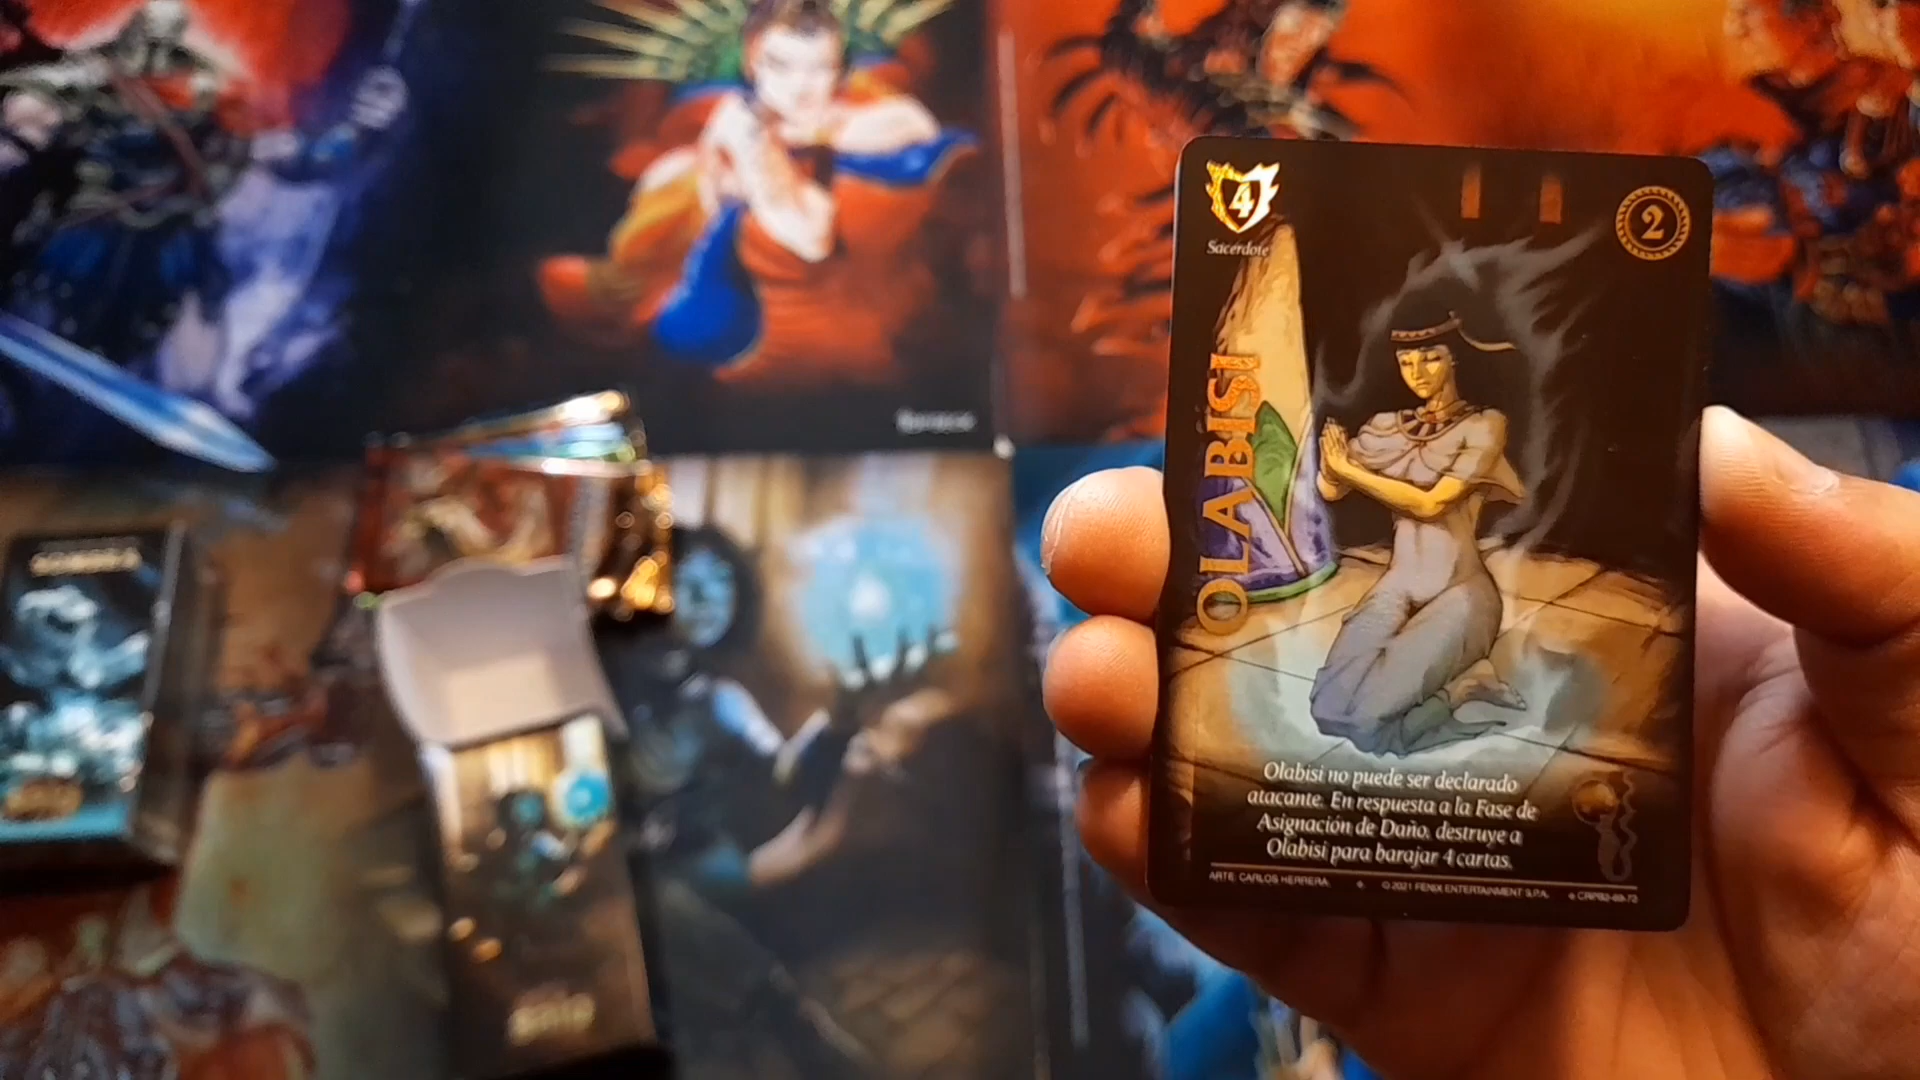 4
Sacerdote
2
OLABISI
Olabisi no puede ser declarado
atacante. En respuesta a la Fase de
Asignación de Daño, destruye a
Olabisi para barajar 4 cartas.
ARTE: CARLOS HERRERA
© 2021 FENIX ENTERTAINMENT S.P.A.